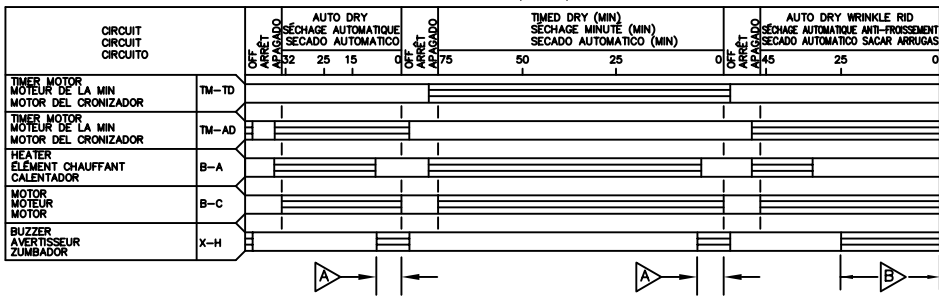 CIRCUIT
CIRCUIT
CIRCUITO
OFF
ARRÊT
APAGADO
AUTO DRY
SÉCHAGE AUTOMATIQUE
SECADO AUTOMATICO
32 25 15 0
OFF
ARRÊT
APAGADO
TIMED DRY (MIN)
SÉCHAGE MINUTÉ (MIN)
SECADO AUTOMATICO (MIN)
75 50 25 0
OFF
ARRÊT
APAGADO
AUTO DRY WRINKLE RID
SÉCHAGE AUTOMATIQUE ANTI-FROISSEMENT
SECADO AUTOMATICO SACAR ARRUGAS
45 25 0
TIMER MOTOR
MOTEUR DE LA MIN
MOTOR DEL CRONIZADOR
TM-TD
TIMER MOTOR
MOTEUR DE LA MIN
MOTOR DEL CRONIZADOR
TM-AD
HEATER
ÉLÉMENT CHAUFFANT
CALENTADOR
B-A
MOTOR
MOTEUR
MOTOR
B-C
BUZZER
AVERTISSEUR
ZUMBADOR
X-H
A A B